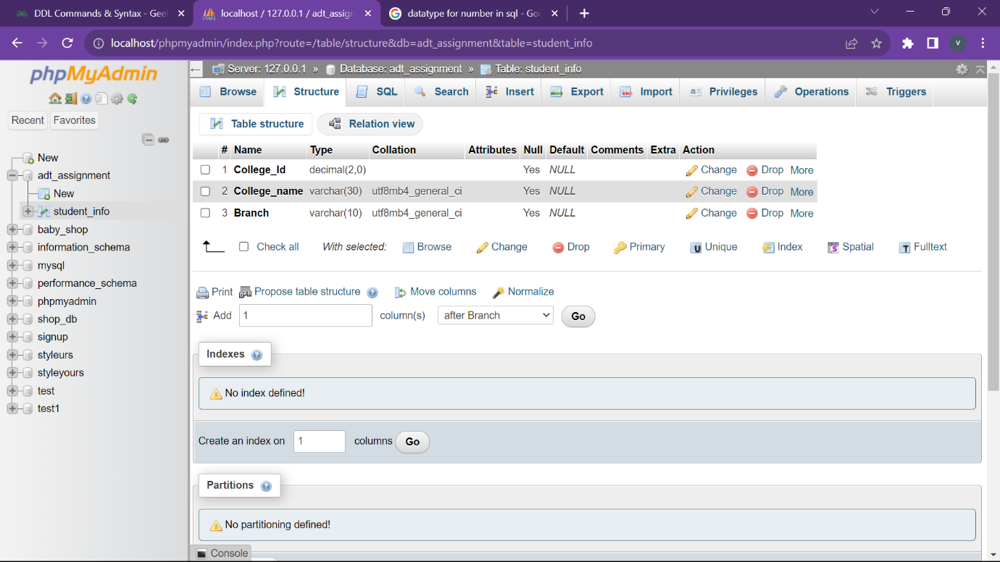 DDL Commands & Syntax - Gee
localhost / 127.0.0.1 / adt_assign
datatype for number in sql - Goo
localhost/phpmyadmin/index.php?route=/table/structure&db=adt_assignment&table=student_info
V
phpMyAdmin
Recent Favorites
New
adt_assignment
New
student_info
baby_shop
information_schema
mysql
performance_schema
phpmyadmin
shop_db
signup
styleurs
styleyours
test
test1
Server: 127.0.0.1 » Database: adt_assignment » Table: student_info
Browse Structure SQL Search Insert Export Import Privileges Operations Triggers
Table structure Relation view
# Name Type Collation Attributes Null Default Comments Extra Action
1 College_Id decimal(2,0) Yes NULL Change Drop More
2 College_name varchar(30) utf8mb4_general_ci Yes NULL Change Drop More
3 Branch varchar(10) utf8mb4_general_ci Yes NULL Change Drop More
Check all With selected: Browse Change Drop Primary Unique Index Spatial Fulltext
Print Propose table structure Move columns Normalize
Add 1 column(s) after Branch Go
Indexes
No index defined!
Create an index on 1 columns Go
Partitions
No partitioning defined!
Console